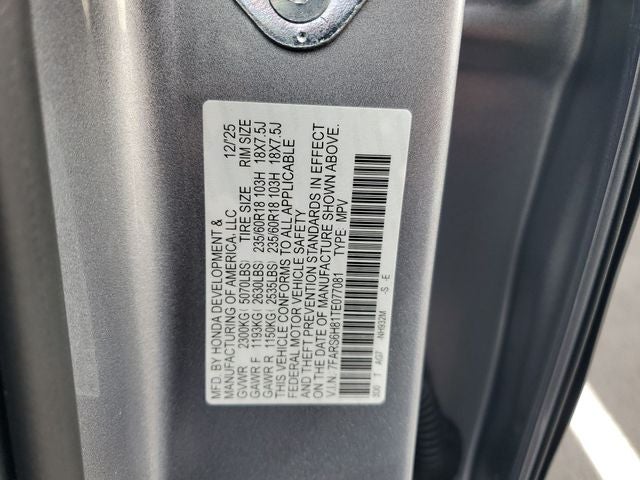 MFD. BY HONDA DEVELOPMENT &
MANUFACTURING OF AMERICA, LLC 12/25
GVWR 2300KG( 5070LBS) TIRE SIZE RIM SIZE
GAWR F 1193KG( 2630LBS) 235/60R18 103H 18X7.5J
GAWR R 1150KG( 2535LBS) 235/60R18 103H 18X7.5J
THIS VEHICLE CONFORMS TO ALL APPLICABLE
FEDERAL MOTOR VEHICLE SAFETY
AND THEFT PREVENTION STANDARDS IN EFFECT
ON THE DATE OF MANUFACTURE SHOWN ABOVE.
V.I.N. 7FARS6H81TE077081 TYPE: MPV
T AG7 -NH932M -S -E